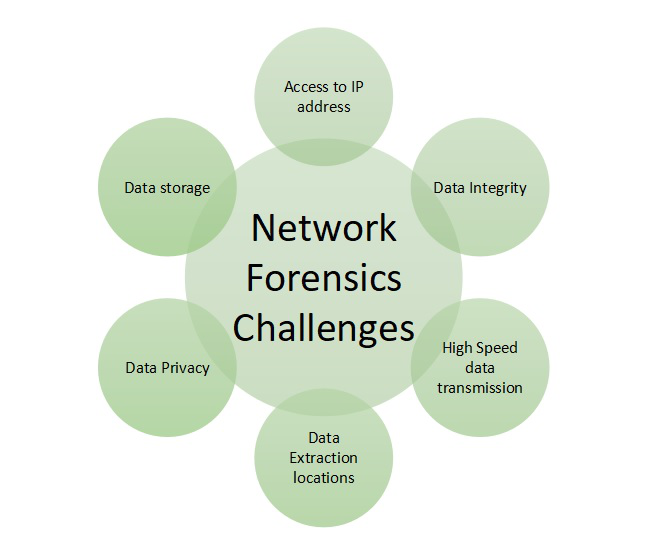 Access to IP
address
Data Integrity
High Speed
data
transmission
Data
Extraction
locations
Data Privacy
Data storage
Network
Forensics
Challenges